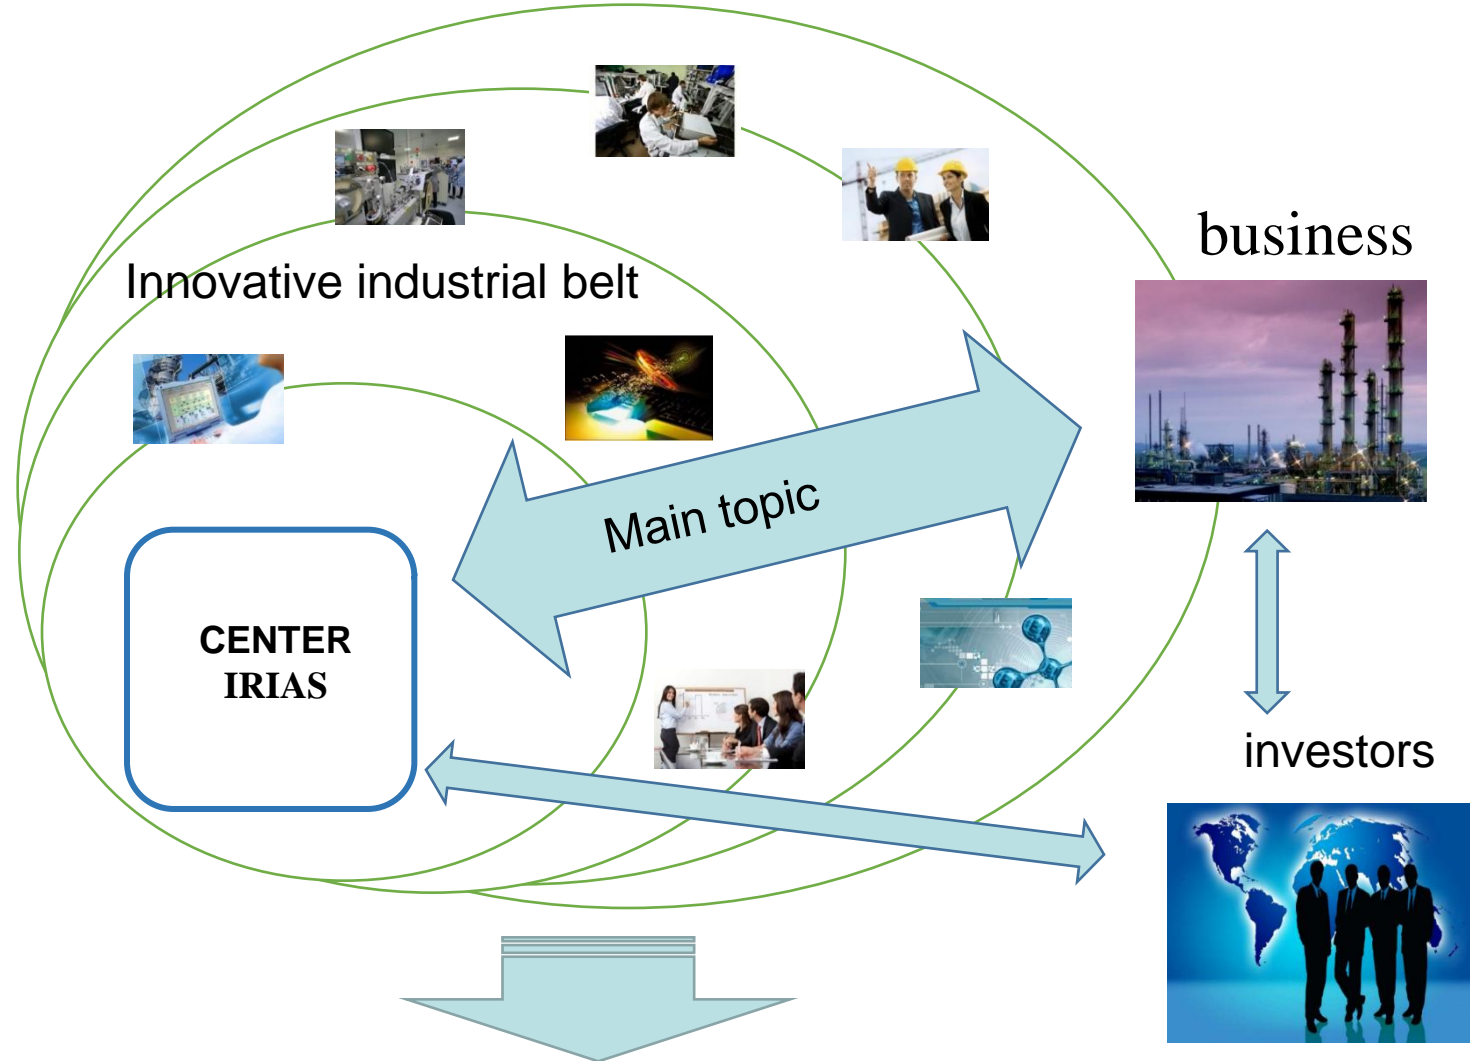 business
Innovative industrial belt
Main topic
CENTER
IRIAS
investors